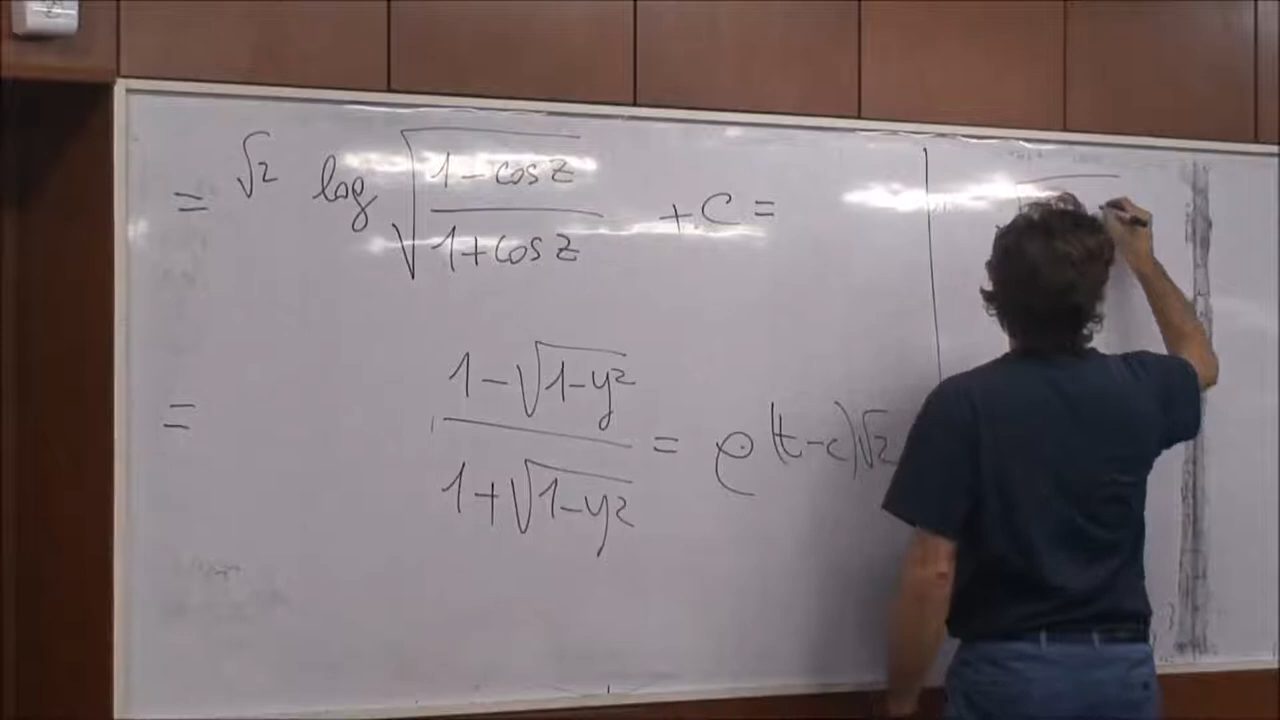 = √2 log √((1-cos z)/(1+cos z)) + C =
= (1-√(1-y²))/(1+√(1-y²)) = e^((t-c)√2)